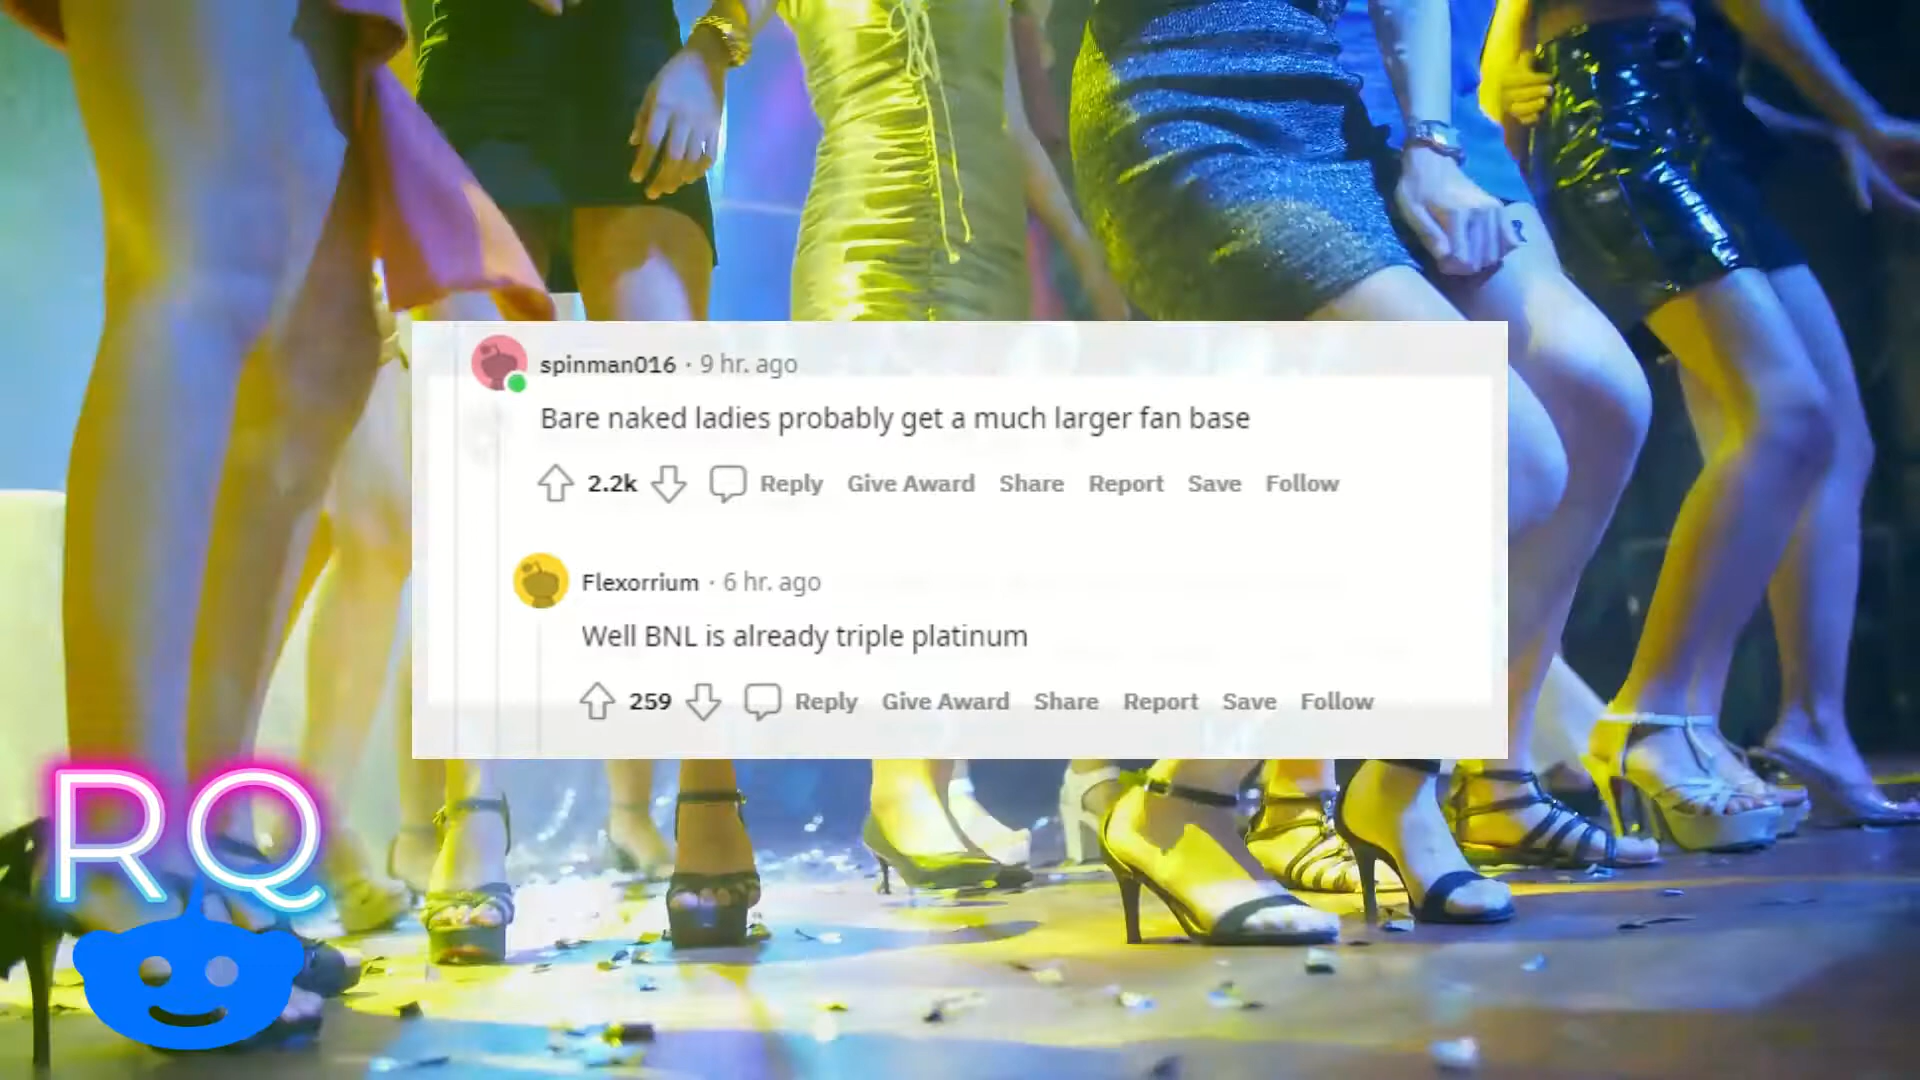 spinman016 · 9 hr. ago
Bare naked ladies probably get a much larger fan base
2.2k Reply Give Award Share Report Save Follow
Flexorrium · 6 hr. ago
Well BNL is already triple platinum
259 Reply Give Award Share Report Save Follow
RQ